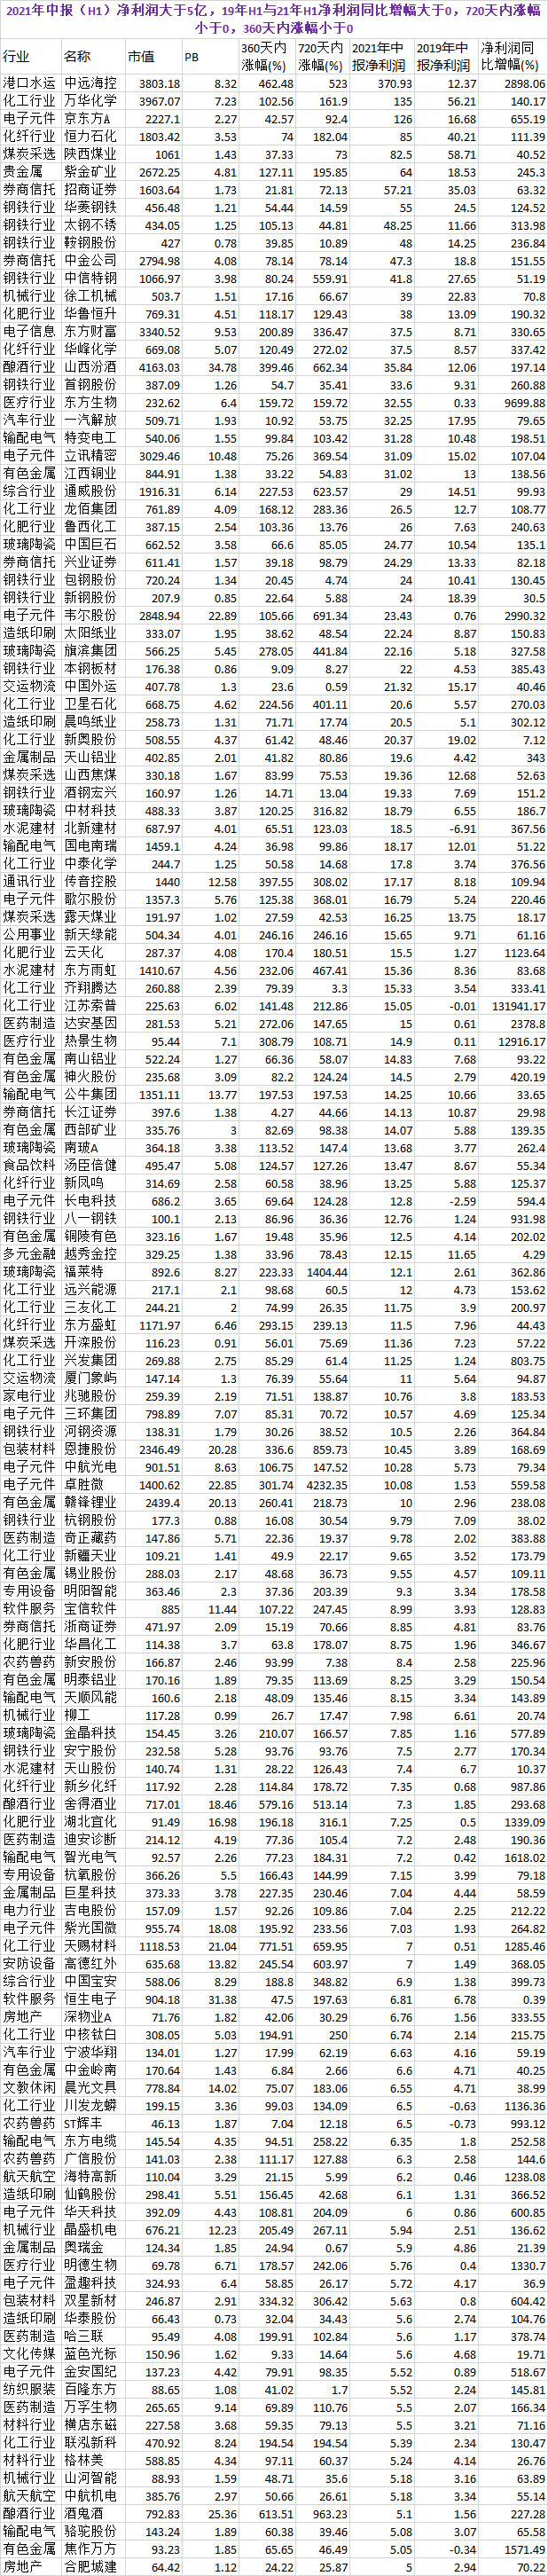 2021年中报（H1）净利润大于5亿，19年H1与21年H1净利润同比增幅大于0，720天内涨幅
小于0，360天内涨幅小于0
行业 名称 市值 PB 360天内涨幅(%) 720天内涨幅(%) 2021年中报净利润 2019年中报净利润 净利润同比增幅(%)
港口水运 中远海控 3803.18 8.32 462.48 523 370.93 12.37 2898.06
化工行业 万华化学 3967.07 7.23 102.56 161.9 135 56.21 140.17
电子元件 京东方A 2227.1 2.27 42.57 92.4 126 16.68 655.19
化纤行业 恒力石化 1803.42 3.53 74 182.04 85 40.21 111.39
煤炭采选 陕西煤业 1061 1.43 37.33 73 82.5 58.71 40.52
贵金属 紫金矿业 2672.25 4.81 127.11 195.85 64 18.53 245.3
券商信托 招商证券 1603.64 1.73 21.81 72.13 57.21 35.03 63.32
钢铁行业 华菱钢铁 456.48 1.21 54.44 14.59 55 24.5 124.52
钢铁行业 太钢不锈 434.05 1.25 105.13 44.81 48.25 11.66 313.98
钢铁行业 鞍钢股份 427 0.78 39.85 10.89 48 14.25 236.84
券商信托 中金公司 2794.98 4.08 78.14 78.14 47.3 18.8 151.55
钢铁行业 中信特钢 1066.97 3.98 80.24 559.91 41.8 27.65 51.19
机械行业 徐工机械 503.7 1.51 17.16 66.67 39 22.83 70.8
化肥行业 华鲁恒升 769.31 4.51 118.17 129.43 38 13.09 190.32
电子信息 东方财富 3340.52 9.53 200.89 336.47 37.5 8.71 330.65
化纤行业 华峰化学 669.08 5.07 120.49 272.02 37.5 8.57 337.42
酿酒行业 山西汾酒 4163.03 34.78 399.46 662.34 35.84 12.06 197.14
钢铁行业 首钢股份 387.09 1.26 54.7 35.41 33.6 9.31 260.88
医疗行业 东方生物 232.62 6.4 159.72 159.72 32.55 0.33 9699.88
汽车行业 一汽解放 509.71 1.93 10.92 53.75 32.25 17.95 79.65
输配电气 特变电工 540.06 1.55 99.84 103.42 31.28 10.48 198.51
电子元件 立讯精密 3029.46 10.48 75.26 369.54 31.09 15.02 107.04
有色金属 江西铜业 844.91 1.38 33.22 54.83 31.02 13 138.56
综合行业 通威股份 1916.31 6.14 227.53 623.57 29 14.51 99.93
化工行业 龙佰集团 761.89 4.09 168.12 283.36 26.5 12.7 108.77
化肥行业 鲁西化工 387.15 2.54 103.36 13.76 26 7.63 240.63
玻璃陶瓷 中国巨石 662.52 3.58 66.6 85.05 24.77 10.54 135.1
券商信托 兴业证券 611.41 1.57 39.18 98.79 24.29 13.33 82.18
钢铁行业 包钢股份 720.24 1.34 20.45 4.74 24 10.41 130.45
钢铁行业 新钢股份 207.9 0.85 22.64 5.88 24 18.39 30.5
电子元件 韦尔股份 2848.94 22.89 105.66 691.34 23.43 0.76 2990.32
造纸印刷 太阳纸业 333.07 1.95 38.62 48.54 22.24 8.87 150.83
玻璃陶瓷 旗滨集团 566.25 5.45 278.05 441.84 22.16 5.18 327.58
钢铁行业 本钢板材 176.38 0.86 9.09 8.27 22 4.53 385.43
交运物流 中国外运 407.78 1.3 23.6 0.59 21.32 15.17 40.46
化工行业 卫星石化 668.75 4.62 224.56 401.11 20.6 5.57 270.03
造纸印刷 晨鸣纸业 258.73 1.31 71.71 17.74 20.5 5.1 302.12
化工行业 新奥股份 508.55 4.37 61.42 48.46 20.37 19.02 7.12
金属制品 天山铝业 402.85 2.01 41.82 80.86 19.6 4.42 343
煤炭采选 山西焦煤 330.18 1.67 83.99 75.53 19.36 12.68 52.63
钢铁行业 酒钢宏兴 160.97 1.26 14.71 13.04 19.33 7.69 151.2
玻璃陶瓷 中材科技 488.33 3.87 120.25 316.82 18.79 6.55 186.7
水泥建材 北新建材 687.97 4.01 65.51 123.03 18.5 -6.91 367.56
输配电气 国电南瑞 1459.1 4.24 36.98 99.86 18.17 12.01 51.22
化工行业 中泰化学 244.7 1.25 50.58 14.68 17.8 3.74 376.56
通讯行业 传音控股 1440 12.58 397.55 308.02 17.17 8.18 109.94
电子元件 歌尔股份 1357.3 5.76 125.38 368.01 16.79 5.24 220.46
煤炭采选 露天煤业 191.97 1.02 27.59 42.53 16.25 13.75 18.17
公用事业 新天绿能 504.34 4.01 246.16 246.16 15.65 9.71 61.16
化肥行业 云天化 287.37 4.08 170.4 180.51 15.5 1.27 1123.64
水泥建材 东方雨虹 1410.67 4.56 232.06 467.41 15.36 8.36 83.68
化工行业 齐翔腾达 260.88 2.39 79.39 3.3 15.33 3.54 333.41
化工行业 江苏索普 225.63 6.02 141.48 212.86 15.05 -0.01 131941.17
医药制造 达安基因 281.53 5.21 272.06 147.65 15 0.61 2378.8
医疗行业 热景生物 95.44 7.1 308.79 108.71 14.9 0.11 12916.17
有色金属 南山铝业 522.24 1.27 66.36 58.07 14.83 7.68 93.22
有色金属 神火股份 235.68 3.09 82.2 124.24 14.5 2.79 420.19
输配电气 公牛集团 1351.11 13.77 197.53 197.53 14.25 10.66 33.65
券商信托 长江证券 397.6 1.38 4.27 44.66 14.13 10.87 29.98
有色金属 西部矿业 335.76 3 82.69 98.38 14.07 5.88 139.35
玻璃陶瓷 南玻A 364.18 3.38 113.52 147.4 13.68 3.77 262.4
食品饮料 汤臣倍健 495.47 5.08 124.57 127.26 13.47 8.67 55.34
化纤行业 新凤鸣 314.69 2.58 60.58 38.96 13.25 5.88 125.37
电子元件 长电科技 686.2 3.65 69.64 124.28 12.8 -2.59 594.4
钢铁行业 八一钢铁 100.1 2.13 86.96 36.36 12.76 1.24 931.98
有色金属 铜陵有色 323.16 1.67 19.48 35.96 12.5 4.14 202.02
多元金融 越秀金控 329.25 1.38 33.96 78.43 12.15 11.65 4.29
玻璃陶瓷 福莱特 892.6 8.27 223.33 1404.44 12.1 2.61 362.86
化工行业 远兴能源 217.1 2.1 98.68 60.5 12 4.73 153.62
化工行业 三友化工 244.21 2 74.99 26.35 11.75 3.9 200.97
化纤行业 东方盛虹 1171.97 6.46 293.15 239.13 11.5 7.96 44.43
煤炭采选 开滦股份 116.23 0.91 56.01 75.69 11.36 7.23 57.22
化工行业 兴发集团 269.88 2.75 85.29 61.4 11.25 1.24 803.75
交运物流 厦门象屿 147.14 1.3 76.39 55.64 11 5.64 94.87
家电行业 兆驰股份 259.39 2.19 71.51 138.87 10.76 3.8 183.53
电子元件 三环集团 798.89 7.07 85.31 70.72 10.57 4.69 125.34
钢铁行业 河钢资源 138.31 1.79 30.26 38.52 10.5 2.26 364.84
包装材料 恩捷股份 2346.49 20.28 336.6 859.73 10.45 3.89 168.69
电子元件 中航光电 901.51 8.63 106.75 147.52 10.28 5.73 79.34
电子元件 卓胜微 1400.62 22.85 301.74 4232.35 10.08 1.53 559.58
有色金属 赣锋锂业 2439.4 20.13 260.41 218.73 10 2.96 238.08
钢铁行业 杭钢股份 177.3 0.88 16.08 30.54 9.79 7.09 38.02
医药制造 奇正藏药 147.86 5.71 22.36 19.37 9.78 2.02 383.88
化工行业 新疆天业 109.21 1.41 49.9 22.17 9.65 3.52 173.79
有色金属 锡业股份 288.03 2.17 48.68 36.73 9.55 4.57 109.11
专用设备 明阳智能 363.46 2.3 37.36 203.39 9.3 3.34 178.58
软件服务 宝信软件 885 11.44 107.22 247.45 8.99 3.93 128.83
券商信托 浙商证券 471.97 2.09 15.19 70.66 8.85 4.81 83.76
化肥行业 华昌化工 114.38 3.7 63.8 178.07 8.75 1.96 346.67
农药兽药 新安股份 166.87 2.46 93.99 7.38 8.4 2.58 225.96
有色金属 明泰铝业 170.16 1.89 79.35 113.69 8.25 3.29 150.54
输配电气 天顺风能 160.6 2.18 48.09 135.46 8.15 3.34 143.89
机械行业 柳工 117.28 0.99 26.7 17.47 7.98 6.61 20.74
玻璃陶瓷 金晶科技 154.45 3.26 210.07 166.57 7.85 1.16 577.89
钢铁行业 安宁股份 232.58 5.28 93.76 93.76 7.5 2.77 170.34
水泥建材 天山股份 140.74 1.31 28.22 126.43 7.4 6.7 10.37
化纤行业 新乡化纤 117.92 2.28 114.84 178.72 7.35 0.68 987.86
酿酒行业 舍得酒业 717.01 18.46 579.16 513.14 7.3 1.85 293.68
化肥行业 湖北宜化 91.49 16.98 196.18 316.1 7.25 0.5 1339.09
医药制造 迪安诊断 214.12 4.19 77.36 105.4 7.2 2.48 190.36
输配电气 智光电气 92.57 2.26 77.23 184.31 7.2 0.42 1618.02
专用设备 杭氧股份 366.26 5.5 166.43 144.99 7.15 3.99 79.18
金属制品 巨星科技 373.33 3.78 227.35 230.46 7.04 4.44 58.59
电力行业 吉电股份 157.09 1.57 92.26 109.86 7.04 2.25 212.22
电子元件 紫光国微 955.74 18.08 195.92 233.56 7.03 1.93 264.82
化工行业 天赐材料 1118.53 21.04 771.51 659.95 7 0.51 1285.46
安防设备 高德红外 635.68 13.82 245.54 603.97 7 1.49 368.05
综合行业 中国宝安 588.06 8.29 188.8 348.82 6.9 1.38 399.73
软件服务 恒生电子 904.18 31.38 47.5 197.63 6.81 6.78 0.39
房地产 深物业A 71.76 1.82 42.06 30.29 6.76 1.56 333.55
化工行业 中核钛白 308.05 5.03 194.91 250 6.74 2.14 215.75
汽车行业 宁波华翔 134.01 1.27 17.99 62.19 6.63 4.16 59.19
有色金属 中金岭南 170.64 1.43 6.84 2.66 6.6 4.71 40.25
文教休闲 晨光文具 778.84 14.02 75.07 183.06 6.55 4.71 38.99
化工行业 川发龙蟒 199.15 3.36 99.03 134.09 6.5 -0.63 1136.36
农药兽药 ST辉丰 46.13 1.87 7.04 12.18 6.5 -0.73 993.12
输配电气 东方电缆 145.54 4.35 94.51 258.22 6.35 1.8 252.58
农药兽药 广信股份 141.03 2.38 111.17 127.88 6.3 2.58 144.6
航天航空 海特高新 110.04 3.29 21.15 5.99 6.2 0.46 1238.08
造纸印刷 仙鹤股份 298.41 5.51 156.45 42.68 6.1 1.31 366.52
电子元件 华天科技 392.09 4.43 108.81 204.09 6 0.86 600.85
机械行业 晶盛机电 676.21 12.23 205.49 267.11 5.94 2.51 136.62
金属制品 奥瑞金 124.34 1.85 24.94 0.67 5.9 4.86 21.39
医疗行业 明德生物 69.78 6.71 178.57 242.06 5.76 0.4 1330.7
电子元件 盈趣科技 324.93 6.4 58.85 26.17 5.72 4.17 36.9
包装材料 双星新材 246.87 2.91 334.32 306.42 5.63 0.8 604.42
造纸印刷 华泰股份 66.43 0.73 32.04 34.43 5.6 2.74 104.76
医药制造 哈三联 95.49 4.08 199.91 102.84 5.6 1.17 378.74
文化传媒 蓝色光标 150.96 1.62 9.33 14.64 5.6 4.68 19.71
电子元件 金安国纪 137.23 4.42 79.91 98.35 5.52 0.89 518.67
纺织服装 百隆东方 88.65 1.08 41.02 1.7 5.52 2.24 145.81
医药制造 万孚生物 265.65 9.14 69.89 110.76 5.5 2.07 166.34
材料行业 横店东磁 227.58 3.68 59.35 79.13 5.5 3.21 71.16
化工行业 联泓新科 470.92 8.24 194.54 194.54 5.39 2.34 130.47
材料行业 格林美 588.85 4.34 97.11 60.37 5.24 4.14 26.76
机械行业 山河智能 88.93 1.59 48.71 35.6 5.18 3.16 63.89
航天航空 中航机电 385.76 2.97 50.66 26.61 5.18 3.34 55.14
酿酒行业 酒鬼酒 792.83 25.36 613.51 963.23 5.1 1.56 227.28
输配电气 骆驼股份 143.24 1.89 60.38 39.46 5.08 3.07 65.58
有色金属 焦作万方 93.23 1.85 65.65 46.49 5.05 -0.34 1571.49
房地产 合肥城建 64.42 1.12 24.22 25.87 5 2.94 70.22